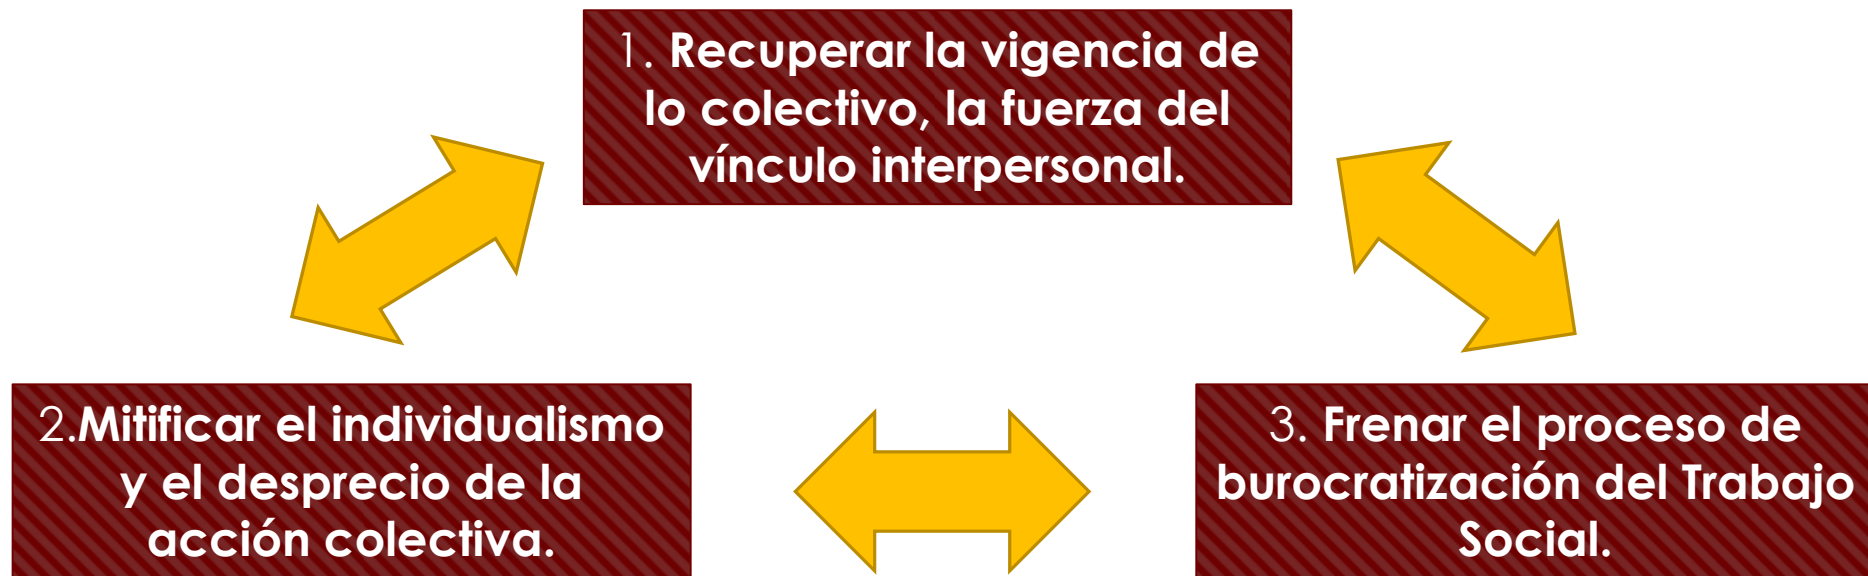 1. Recuperar la vigencia de
lo colectivo, la fuerza del
vínculo interpersonal.
2.Mitificar el individualismo
y el desprecio de la
acción colectiva.
3. Frenar el proceso de
burocratización del Trabajo
Social.